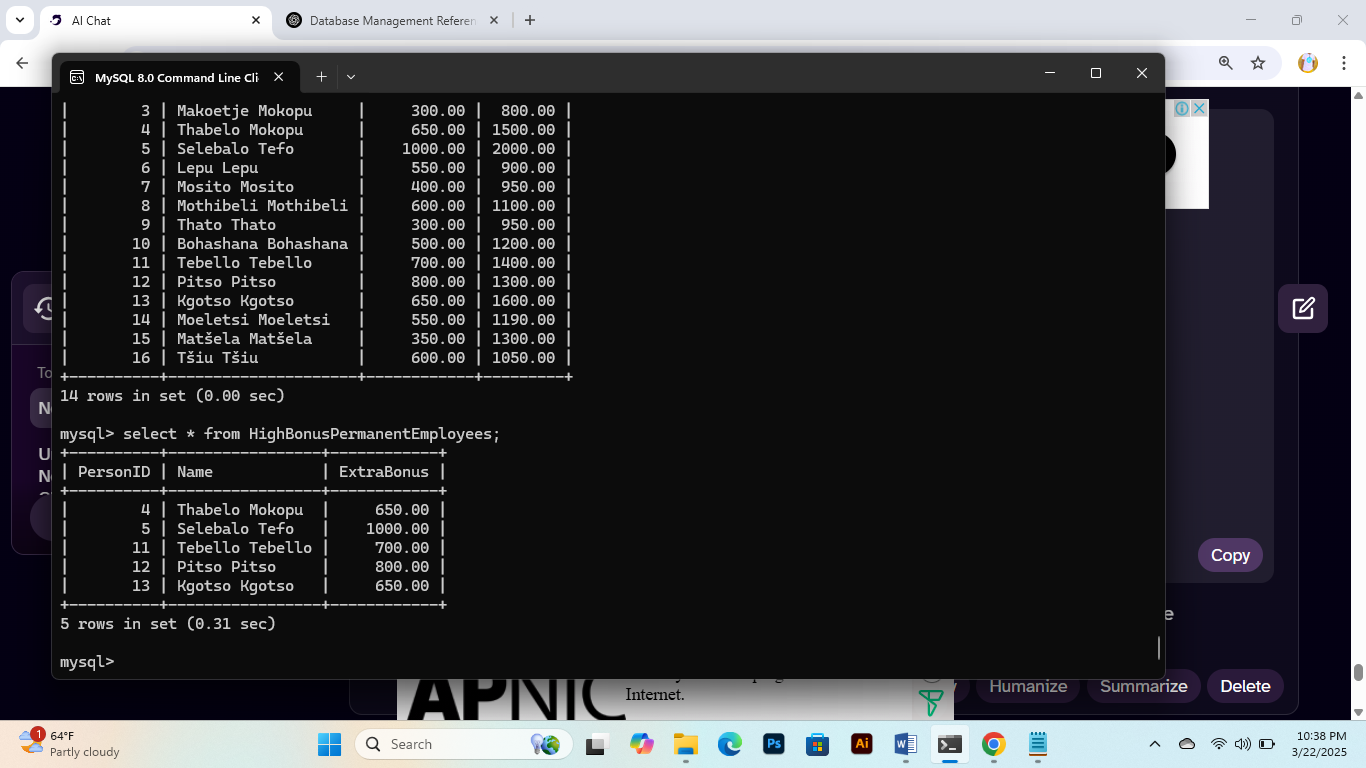 AI Chat
Database Management Referen
MySQL 8.0 Command Line Cli
| 3 | Makoetje Mokopu | 300.00 | 800.00 |
| 4 | Thabelo Mokopu | 650.00 | 1500.00 |
| 5 | Selebalo Tefo | 1000.00 | 2000.00 |
| 6 | Lepu Lepu | 550.00 | 900.00 |
| 7 | Mosito Mosito | 400.00 | 950.00 |
| 8 | Mothibeli Mothibeli | 600.00 | 1100.00 |
| 9 | Thato Thato | 300.00 | 950.00 |
| 10 | Bohashana Bohashana | 500.00 | 1200.00 |
| 11 | Tebello Tebello | 700.00 | 1400.00 |
| 12 | Pitso Pitso | 800.00 | 1300.00 |
| 13 | Kgotso Kgotso | 650.00 | 1600.00 |
| 14 | Moeletsi Moeletsi | 550.00 | 1190.00 |
| 15 | Matšela Matšela | 350.00 | 1300.00 |
| 16 | Tšiu Tšiu | 600.00 | 1050.00 |
+----------+---------------------+------------+---------+
14 rows in set (0.00 sec)
mysql> select * from HighBonusPermanentEmployees;
+----------+-----------------+------------+
| PersonID | Name | ExtraBonus |
+----------+-----------------+------------+
| 4 | Thabelo Mokopu | 650.00 |
| 5 | Selebalo Tefo | 1000.00 |
| 11 | Tebello Tebello | 700.00 |
| 12 | Pitso Pitso | 800.00 |
| 13 | Kgotso Kgotso | 650.00 |
+----------+-----------------+------------+
5 rows in set (0.31 sec)
mysql>
Copy
Internet.
Humanize
Summarize
Delete
APNIC
1
64°F
Partly cloudy
Search
Ps
Ai
10:38 PM
3/22/2025